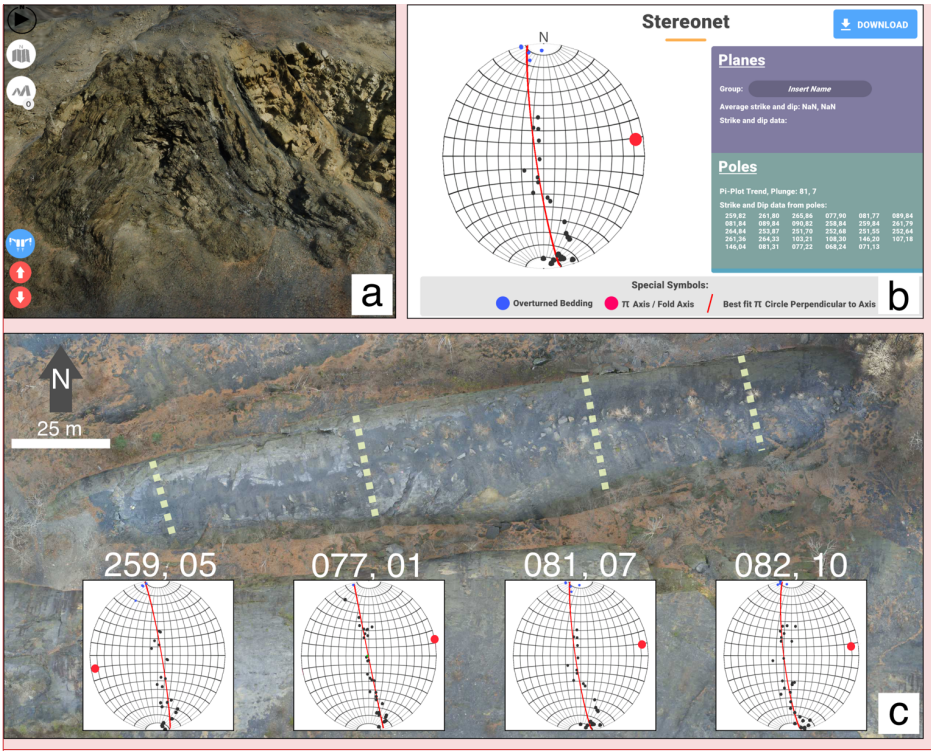 N
0
a
Stereonet
DOWNLOAD
N
Planes
Group: Insert Name
Average strike and dip: NaN, NaN
Strike and dip data:
Poles
Pi-Plot Trend, Plunge: 81, 7
Strike and Dip data from poles:
259,82 261,80 265,86 077,90 081,77 089,84
081,84 089,84 090,82 258,84 259,84 261,79
264,84 253,87 251,70 252,68 251,55 252,64
261,36 264,33 103,21 108,30 146,20 107,18
146,04 081,31 077,22 068,24 071,13
Special Symbols:
Overturned Bedding π Axis / Fold Axis Best fit π Circle Perpendicular to Axis
b
N
25 m
259, 05 077, 01 081, 07 082, 10
c